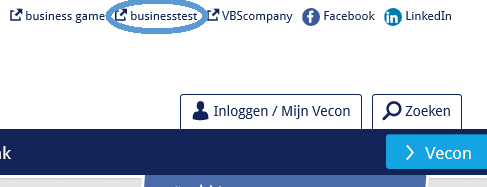 business game businesstest VBScompany Facebook LinkedIn
Inloggen / Mijn Vecon Zoeken
Vecon